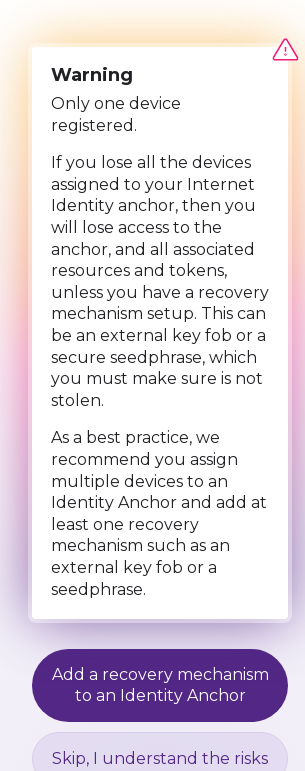 Warning
Only one device
registered.
If you lose all the devices
assigned to your Internet
Identity anchor, then you
will lose access to the
anchor, and all associated
resources and tokens,
unless you have a recovery
mechanism setup. This can
be an external key fob or a
secure seedphrase, which
you must make sure is not
stolen.
As a best practice, we
recommend you assign
multiple devices to an
Identity Anchor and add at
least one recovery
mechanism such as an
external key fob or a
seedphrase.
Add a recovery mechanism
to an Identity Anchor
Skip, I understand the risks